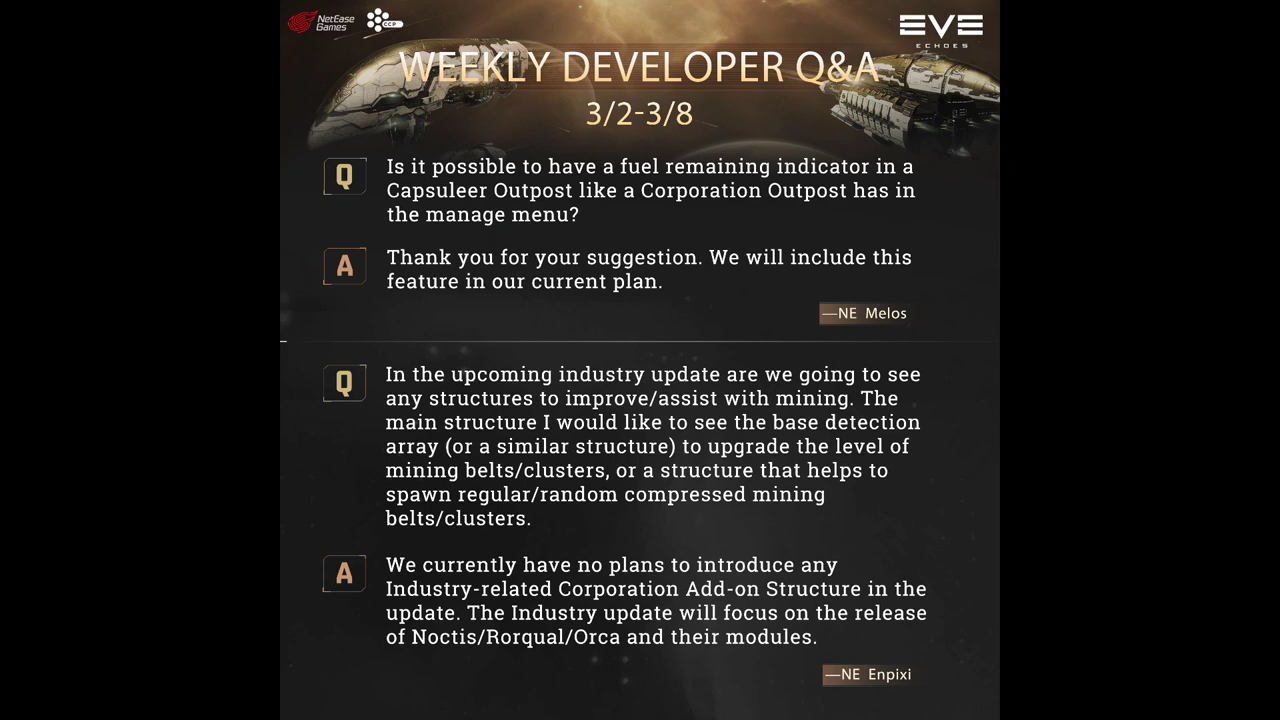 NetEase
Games
CCP
EVE
ECHOES
WEEKLY DEVELOPER Q&A
3/2-3/8
Q
Is it possible to have a fuel remaining indicator in a
Capsuleer Outpost like a Corporation Outpost has in
the manage menu?
A
Thank you for your suggestion. We will include this
feature in our current plan.
—NE Melos
Q
In the upcoming industry update are we going to see
any structures to improve/assist with mining. The
main structure I would like to see the base detection
array (or a similar structure) to upgrade the level of
mining belts/clusters, or a structure that helps to
spawn regular/random compressed mining
belts/clusters.
A
We currently have no plans to introduce any
Industry-related Corporation Add-on Structure in the
update. The Industry update will focus on the release
of Noctis/Rorqual/Orca and their modules.
—NE Enpixi